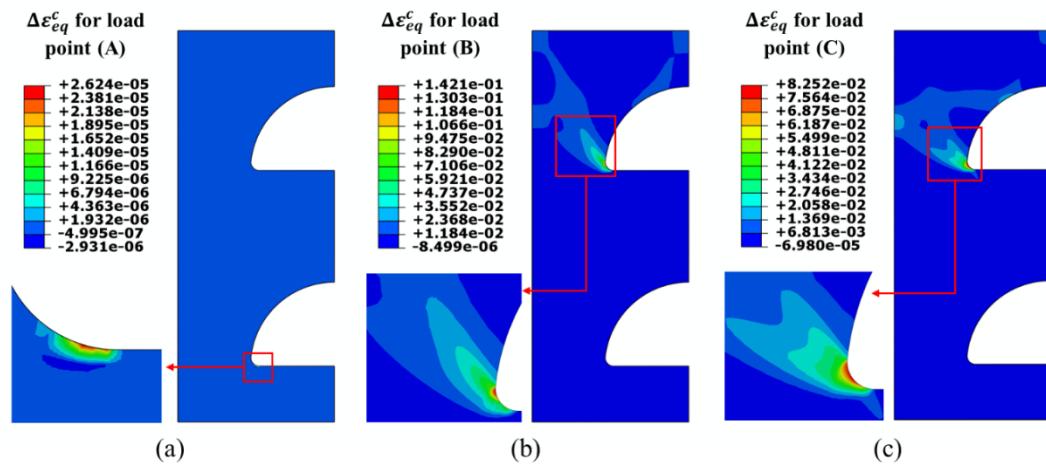 Δε^c_eq for load
point (A)
+2.624e-05
+2.381e-05
+2.138e-05
+1.895e-05
+1.652e-05
+1.409e-05
+1.166e-05
+9.225e-06
+6.794e-06
+4.363e-06
+1.932e-06
-4.995e-07
-2.931e-06
(a)
Δε^c_eq for load
point (B)
+1.421e-01
+1.303e-01
+1.184e-01
+1.066e-01
+9.475e-02
+8.290e-02
+7.106e-02
+5.921e-02
+4.737e-02
+3.552e-02
+2.368e-02
+1.184e-02
-8.499e-06
(b)
Δε^c_eq for load
point (C)
+8.252e-02
+7.564e-02
+6.875e-02
+6.187e-02
+5.499e-02
+4.811e-02
+4.122e-02
+3.434e-02
+2.746e-02
+2.058e-02
+1.369e-02
+6.813e-03
-6.980e-05
(c)